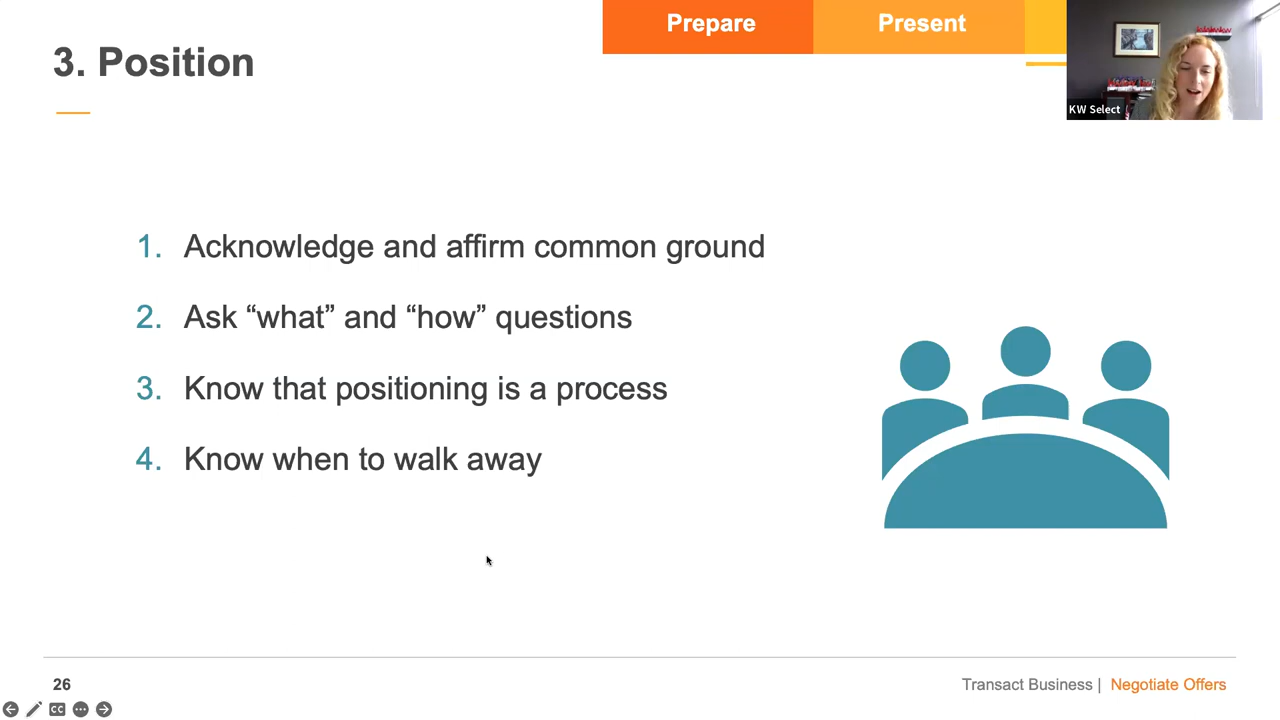 Prepare
Present
3. Position
KW Select
1. Acknowledge and affirm common ground
2. Ask “what” and “how” questions
3. Know that positioning is a process
4. Know when to walk away
26
Transact Business | Negotiate Offers
CC